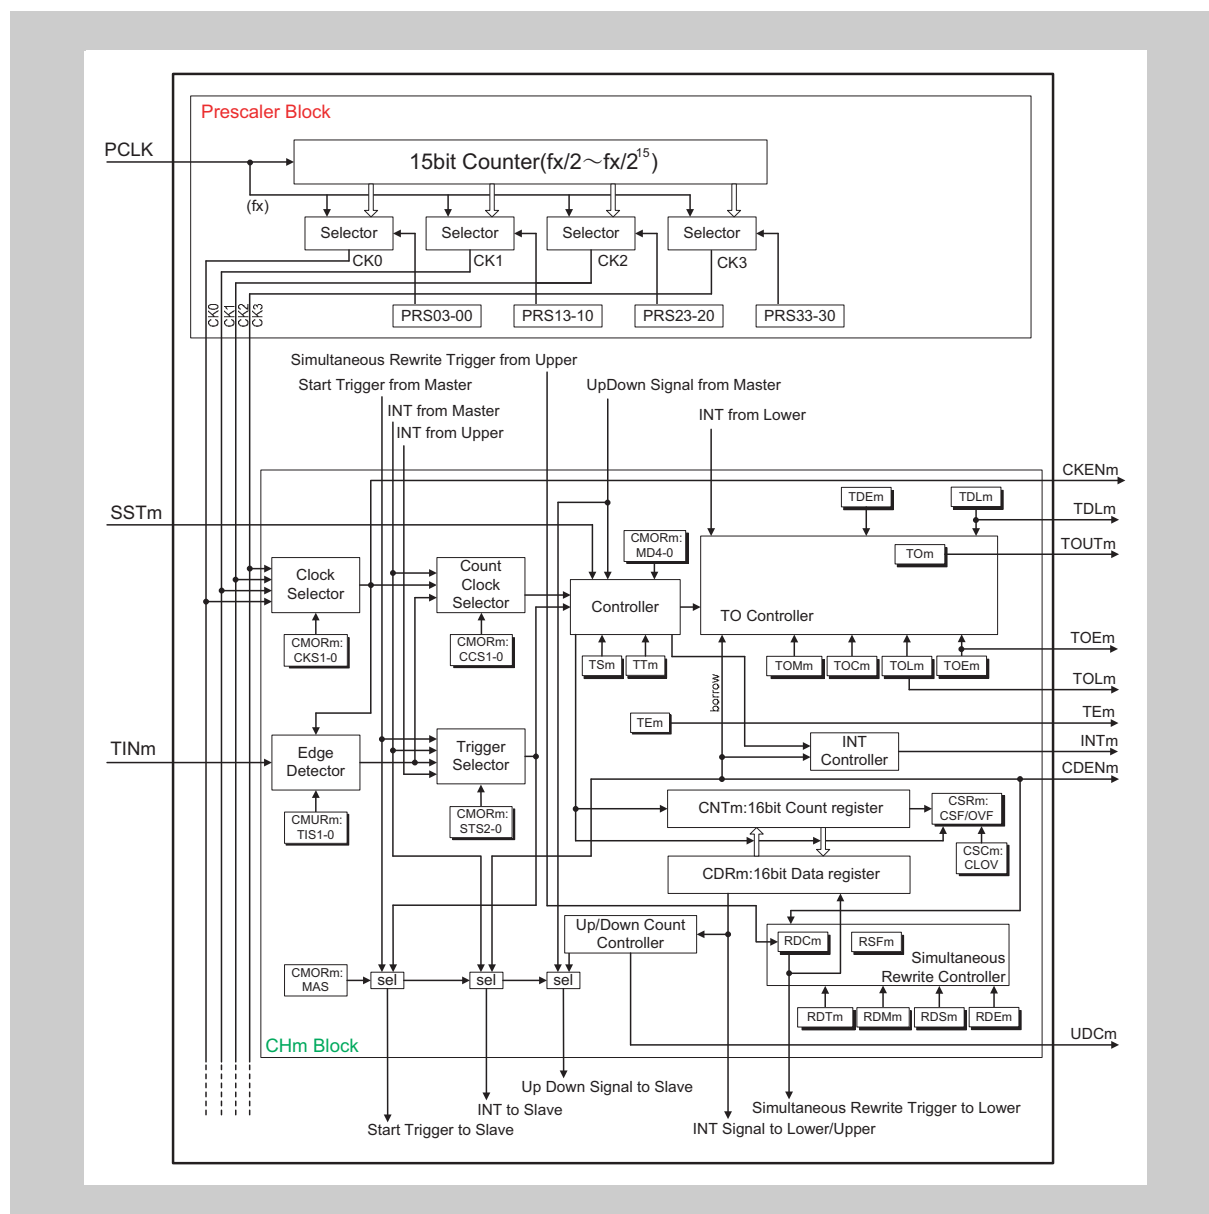 Prescaler Block
PCLK
15bit Counter(fx/2～fx/2^15)
(fx)
Selector
Selector
Selector
Selector
CK0
CK1
CK2
CK3
CK0
CK1
CK2
CK3
PRS03-00
PRS13-10
PRS23-20
PRS33-30
Simultaneous Rewrite Trigger from Upper
Start Trigger from Master
UpDown Signal from Master
INT from Master
INT from Lower
INT from Upper
CKENm
SSTm
TDEm
TDLm
TDLm
CMORm:
MD4-0
TOm
TOUTm
Clock
Selector
Count
Clock
Selector
Controller
TO Controller
CMORm:
CKS1-0
CMORm:
CCS1-0
TSm
TTm
TOMm
TOCm
TOLm
TOEm
TOEm
TOLm
borrow
TEm
TEm
TINm
Edge
Detector
Trigger
Selector
INT
Controller
INTm
CDENm
CMURm:
TIS1-0
CMORm:
STS2-0
CNTm:16bit Count register
CSRm:
CSF/OVF
CSCm:
CLOV
CDRm:16bit Data register
Up/Down Count
Controller
RDCm
RSFm
Simultaneous
Rewrite Controller
CMORm:
MAS
sel
sel
sel
RDTm
RDMm
RDSm
RDEm
UDCm
CHm Block
Up Down Signal to Slave
INT to Slave
Simultaneous Rewrite Trigger to Lower
Start Trigger to Slave
INT Signal to Lower/Upper